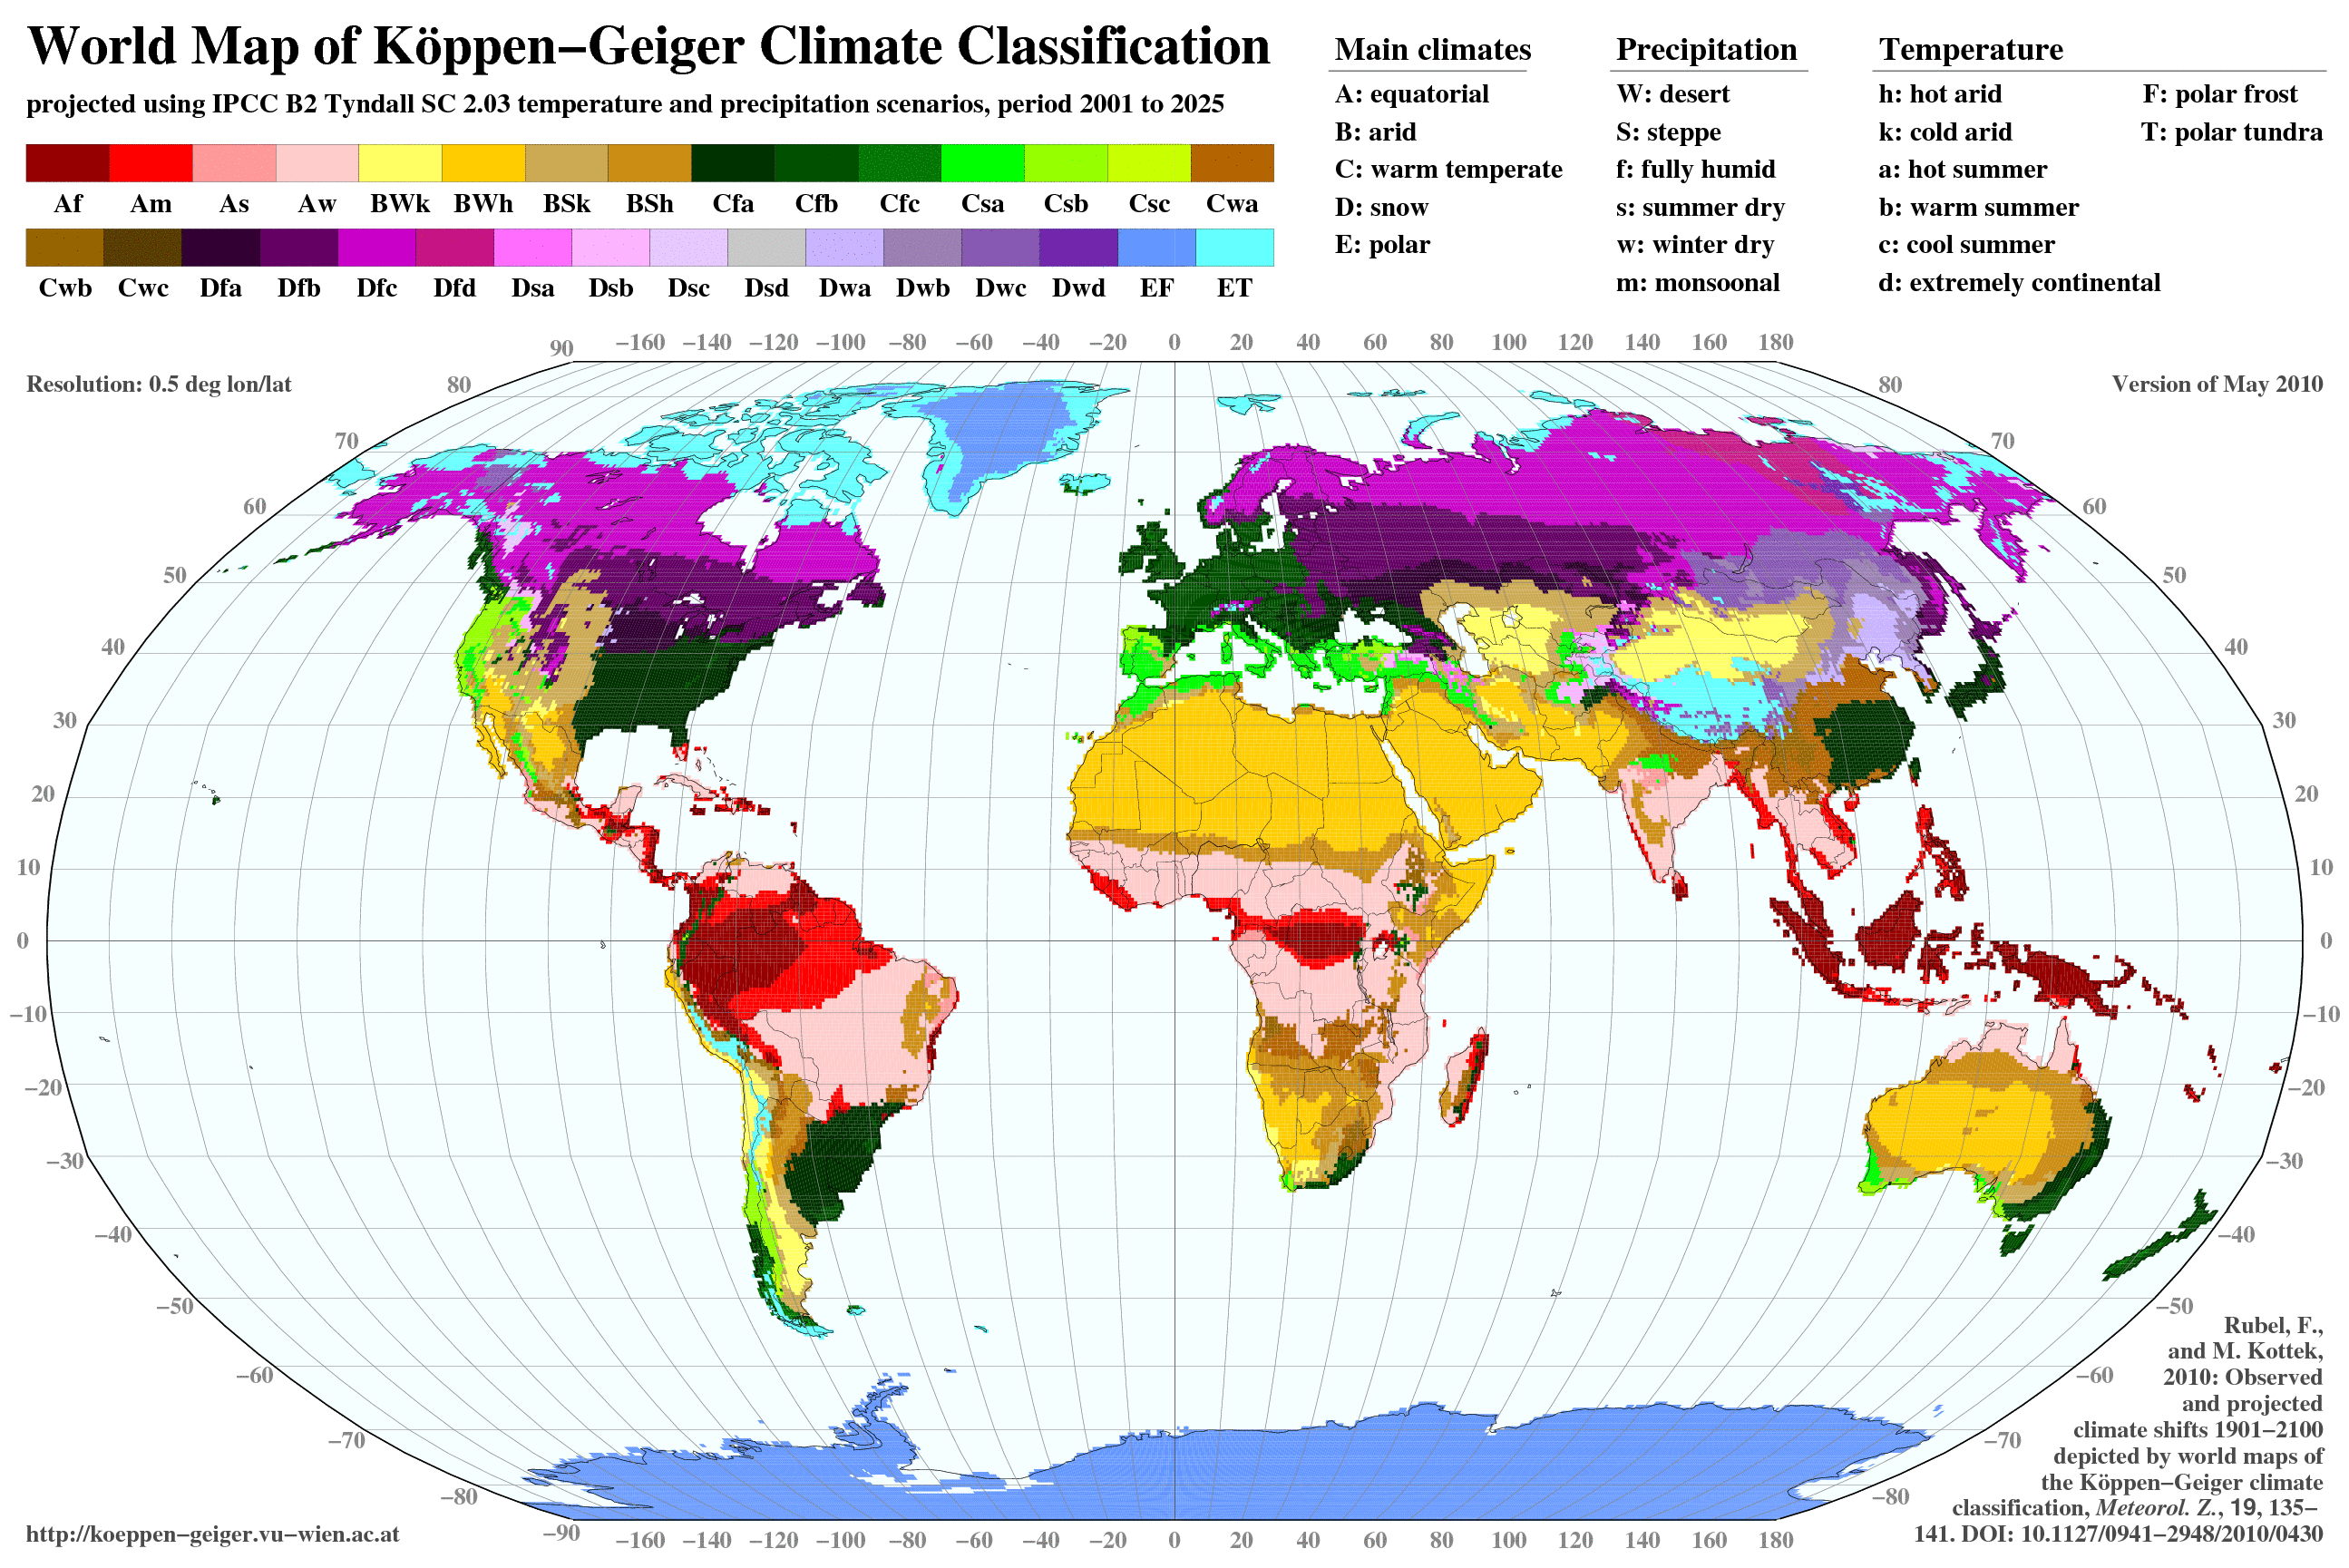 World Map of Köppen−Geiger Climate Classification
projected using IPCC B2 Tyndall SC 2.03 temperature and precipitation scenarios, period 2001 to 2025
Af Am As Aw BWk BWh BSk BSh Cfa Cfb Cfc Csa Csb Csc Cwa
Cwb Cwc Dfa Dfb Dfc Dfd Dsa Dsb Dsc Dsd Dwa Dwb Dwc Dwd EF ET
Main climates
A: equatorial
B: arid
C: warm temperate
D: snow
E: polar
Precipitation
W: desert
S: steppe
f: fully humid
s: summer dry
w: winter dry
m: monsoonal
Temperature
h: hot arid F: polar frost
k: cold arid T: polar tundra
a: hot summer
b: warm summer
c: cool summer
d: extremely continental
−160 −140 −120 −100 −80 −60 −40 −20 0 20 40 60 80 100 120 140 160 180
90
Resolution: 0.5 deg lon/lat
Version of May 2010
80 80
70 70
60 60
50 50
40 40
30 30
20 20
10 10
0 0
−10 −10
−20 −20
−30 −30
−40 −40
−50 −50
−60 −60
−70 −70
−80 −80
−90
−160 −140 −120 −100 −80 −60 −40 −20 0 20 40 60 80 100 120 140 160 180
Rubel, F.,
and M. Kottek,
2010: Observed
and projected
climate shifts 1901−2100
depicted by world maps of
the Köppen−Geiger climate
classification, Meteorol. Z., 19, 135−
141. DOI: 10.1127/0941−2948/2010/0430
http://koeppen−geiger.vu−wien.ac.at